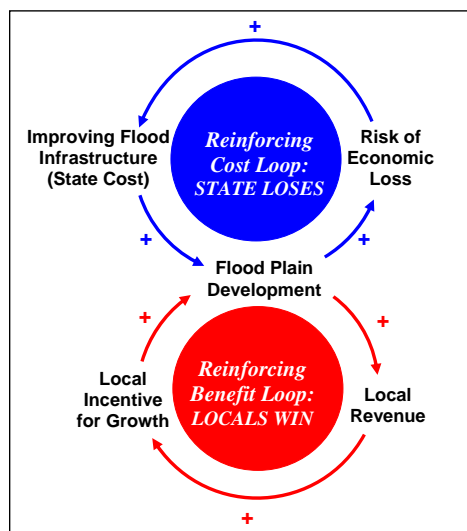 +
Improving Flood
Infrastructure
(State Cost)
Reinforcing
Cost Loop:
STATE LOSES
Risk of
Economic
Loss
+
+
Flood Plain
Development
+
+
Local
Incentive
for Growth
Reinforcing
Benefit Loop:
LOCALS WIN
Local
Revenue
+